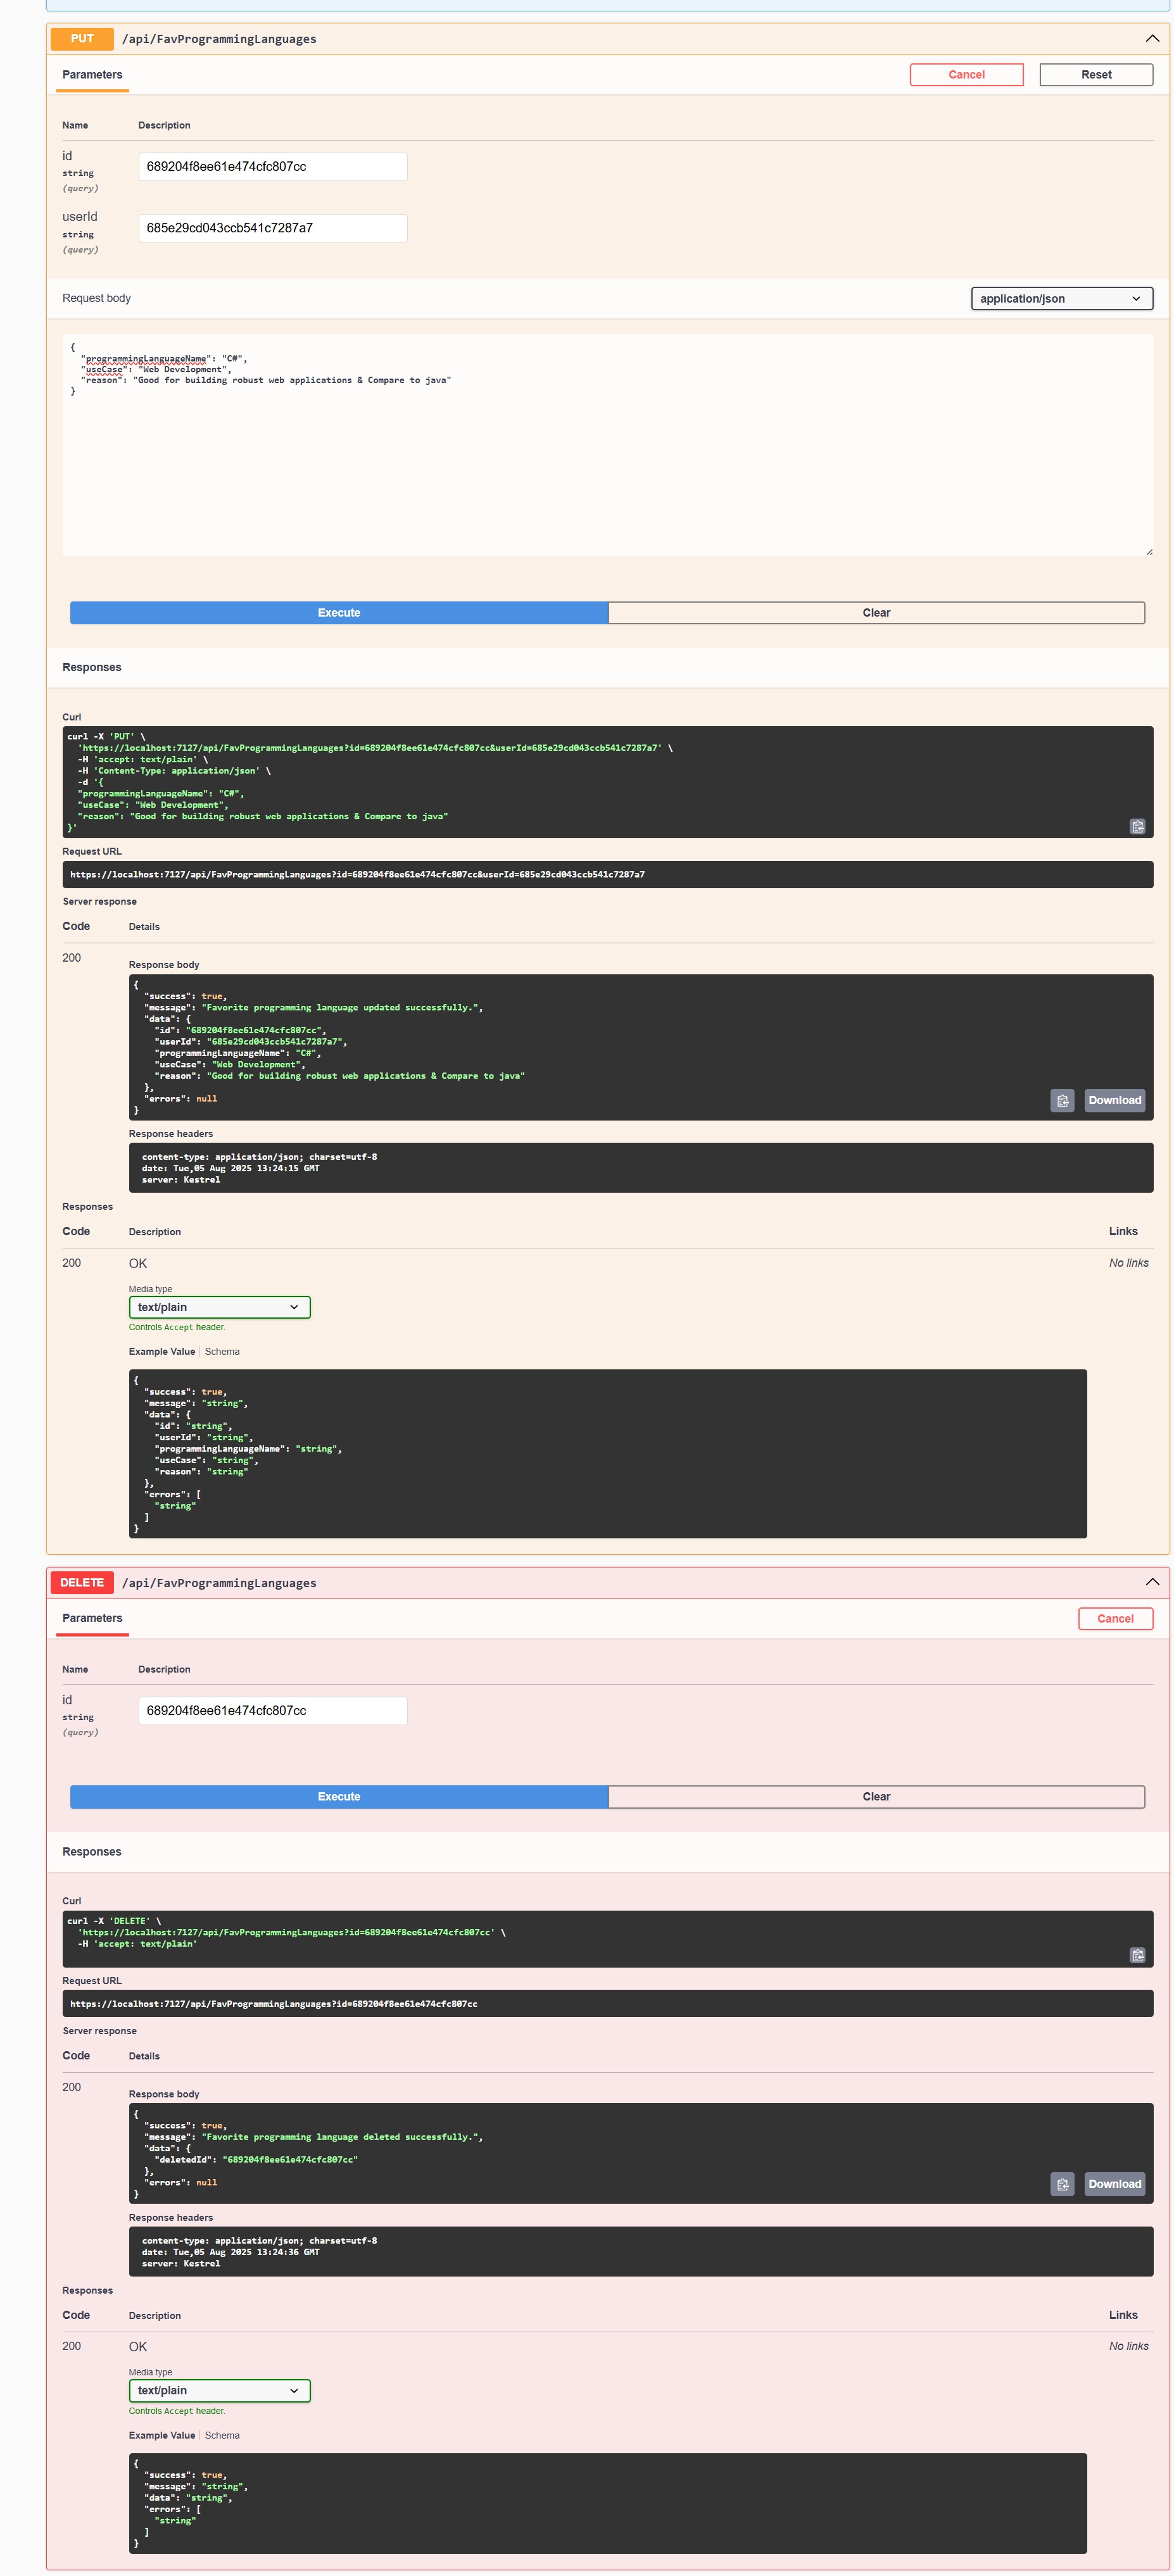 PUT /api/FavProgrammingLanguages
Parameters
Cancel
Reset
Name Description
id
string
(query)
689204f8ee61e474cfc807cc
userId
string
(query)
685e29cd043ccb541c7287a7
Request body
application/json
{
"programmingLanguageName": "C#",
"useCase": "Web Development",
"reason": "Good for building robust web applications & Compare to java"
}
Execute
Clear
Responses
Curl
curl -X 'PUT' \
'https://localhost:7127/api/FavProgrammingLanguages?id=689204f8ee61e474cfc807cc&userId=685e29cd043ccb541c7287a7' \
-H 'accept: text/plain' \
-H 'Content-Type: application/json' \
-d '{
"programmingLanguageName": "C#",
"useCase": "Web Development",
"reason": "Good for building robust web applications & Compare to java"
}'
Request URL
https://localhost:7127/api/FavProgrammingLanguages?id=689204f8ee61e474cfc807cc&userId=685e29cd043ccb541c7287a7
Server response
Code Details
200
Response body
{
"success": true,
"message": "Favorite programming language updated successfully.",
"data": {
"id": "689204f8ee61e474cfc807cc",
"userId": "685e29cd043ccb541c7287a7",
"programmingLanguageName": "C#",
"useCase": "Web Development",
"reason": "Good for building robust web applications & Compare to java"
},
"errors": null
}
Download
Response headers
content-type: application/json; charset=utf-8
date: Tue,05 Aug 2025 13:24:15 GMT
server: Kestrel
Responses
Code Description Links
200 OK No links
Media type
text/plain
Controls Accept header.
Example Value Schema
{
"success": true,
"message": "string",
"data": {
"id": "string",
"userId": "string",
"programmingLanguageName": "string",
"useCase": "string",
"reason": "string"
},
"errors": [
"string"
]
}
DELETE /api/FavProgrammingLanguages
Parameters
Cancel
Name Description
id
string
(query)
689204f8ee61e474cfc807cc
Execute
Clear
Responses
Curl
curl -X 'DELETE' \
'https://localhost:7127/api/FavProgrammingLanguages?id=689204f8ee61e474cfc807cc' \
-H 'accept: text/plain'
Request URL
https://localhost:7127/api/FavProgrammingLanguages?id=689204f8ee61e474cfc807cc
Server response
Code Details
200
Response body
{
"success": true,
"message": "Favorite programming language deleted successfully.",
"data": {
"deletedId": "689204f8ee61e474cfc807cc"
},
"errors": null
}
Download
Response headers
content-type: application/json; charset=utf-8
date: Tue,05 Aug 2025 13:24:36 GMT
server: Kestrel
Responses
Code Description Links
200 OK No links
Media type
text/plain
Controls Accept header.
Example Value Schema
{
"success": true,
"message": "string",
"data": "string",
"errors": [
"string"
]
}